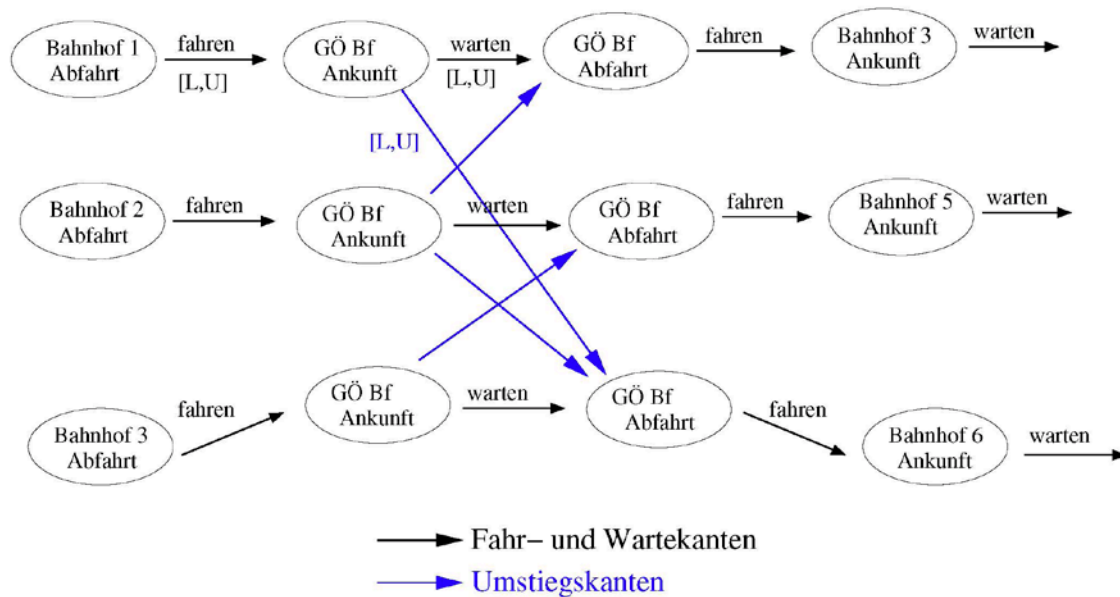 Bahnhof 1
Abfahrt
fahren
[L,U]
GÖ Bf
Ankunft
warten
[L,U]
GÖ Bf
Abfahrt
fahren
Bahnhof 3
Ankunft
warten
[L,U]
Bahnhof 2
Abfahrt
fahren
GÖ Bf
Ankunft
warten
GÖ Bf
Abfahrt
fahren
Bahnhof 5
Ankunft
warten
Bahnhof 3
Abfahrt
fahren
GÖ Bf
Ankunft
warten
GÖ Bf
Abfahrt
fahren
Bahnhof 6
Ankunft
warten
Fahr- und Wartekanten
Umstiegskanten